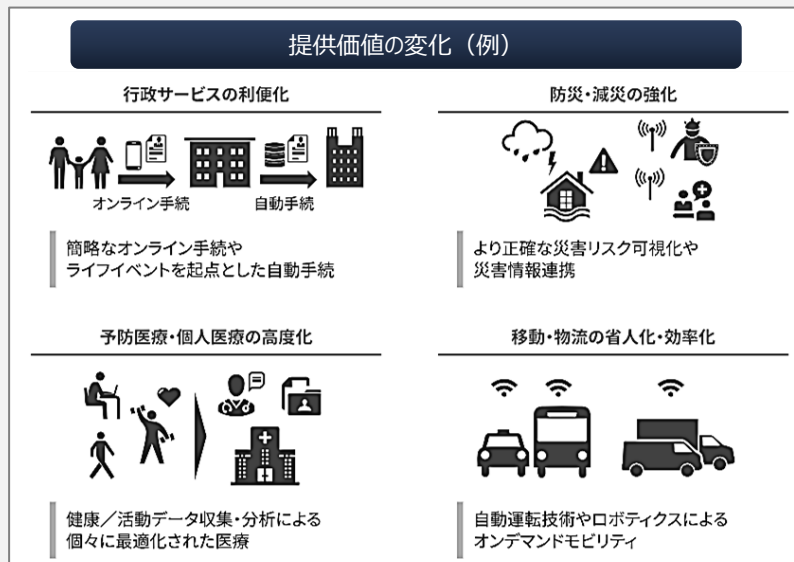 提供価値の変化（例）
行政サービスの利便化
オンライン手続
自動手続
簡略なオンライン手続や
ライフイベントを起点とした自動手続
防災・減災の強化
より正確な災害リスク可視化や
災害情報連携
予防医療・個人医療の高度化
健康／活動データ収集・分析による
個々に最適化された医療
移動・物流の省人化・効率化
自動運転技術やロボティクスによる
オンデマンドモビリティ